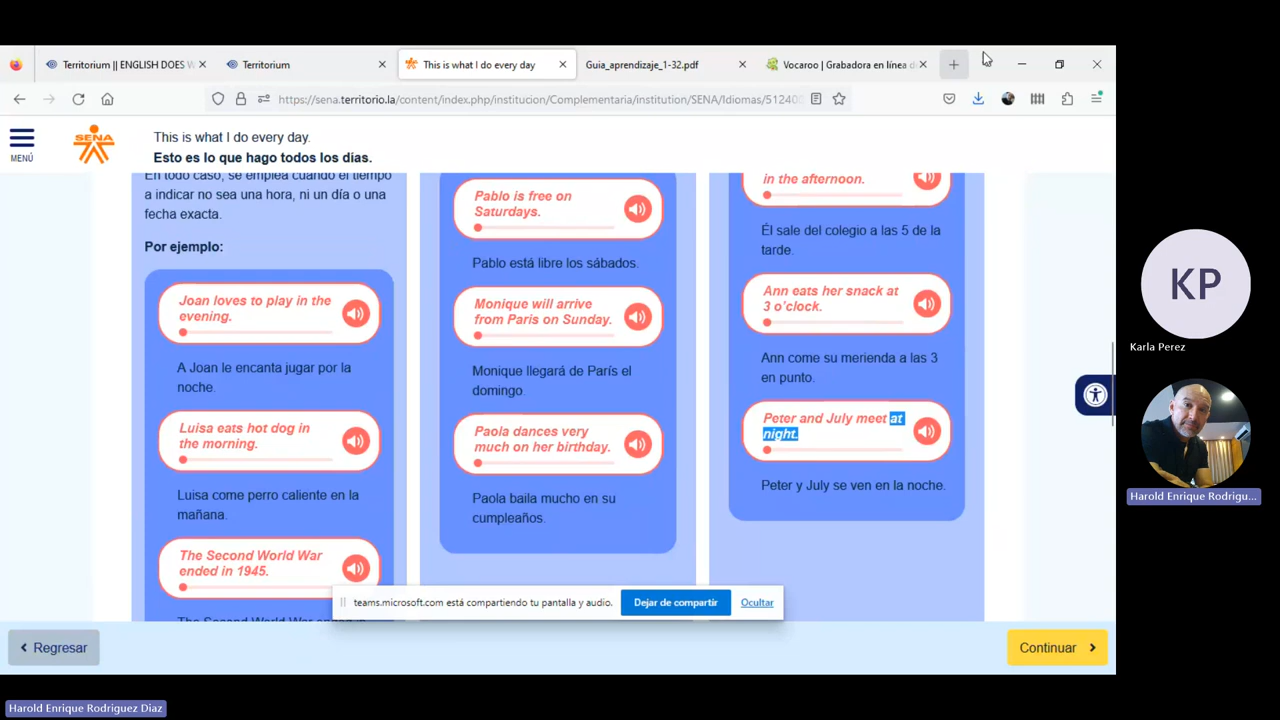 Territorium || ENGLISH DOES W
Territorium
This is what I do every day
Guia_aprendizaje_1-32.pdf
Vocaroo | Grabadora en línea d
https://sena.territorio.la/content/index.php/institucion/Complementaria/institution/SENA/Idiomas/512400
MENÚ
SENA
This is what I do every day.
Esto es lo que hago todos los días.
En todo caso, se emplea cuando el tiempo
a indicar no sea una hora, ni un día o una
fecha exacta.
Por ejemplo:
Joan loves to play in the
evening.
A Joan le encanta jugar por la
noche.
Luisa eats hot dog in
the morning.
Luisa come perro caliente en la
mañana.
The Second World War
ended in 1945.
The Second World War ended in
Pablo is free on
Saturdays.
Pablo está libre los sábados.
Monique will arrive
from Paris on Sunday.
Monique llegará de París el
domingo.
Paola dances very
much on her birthday.
Paola baila mucho en su
cumpleaños.
in the afternoon.
Él sale del colegio a las 5 de la
tarde.
Ann eats her snack at
3 o'clock.
Ann come su merienda a las 3
en punto.
Peter and July meet at
night.
Peter y July se ven en la noche.
teams.microsoft.com está compartiendo tu pantalla y audio.
Dejar de compartir
Ocultar
Regresar
Continuar
KP
Karla Perez
Harold Enrique Rodrigu...
Harold Enrique Rodriguez Diaz